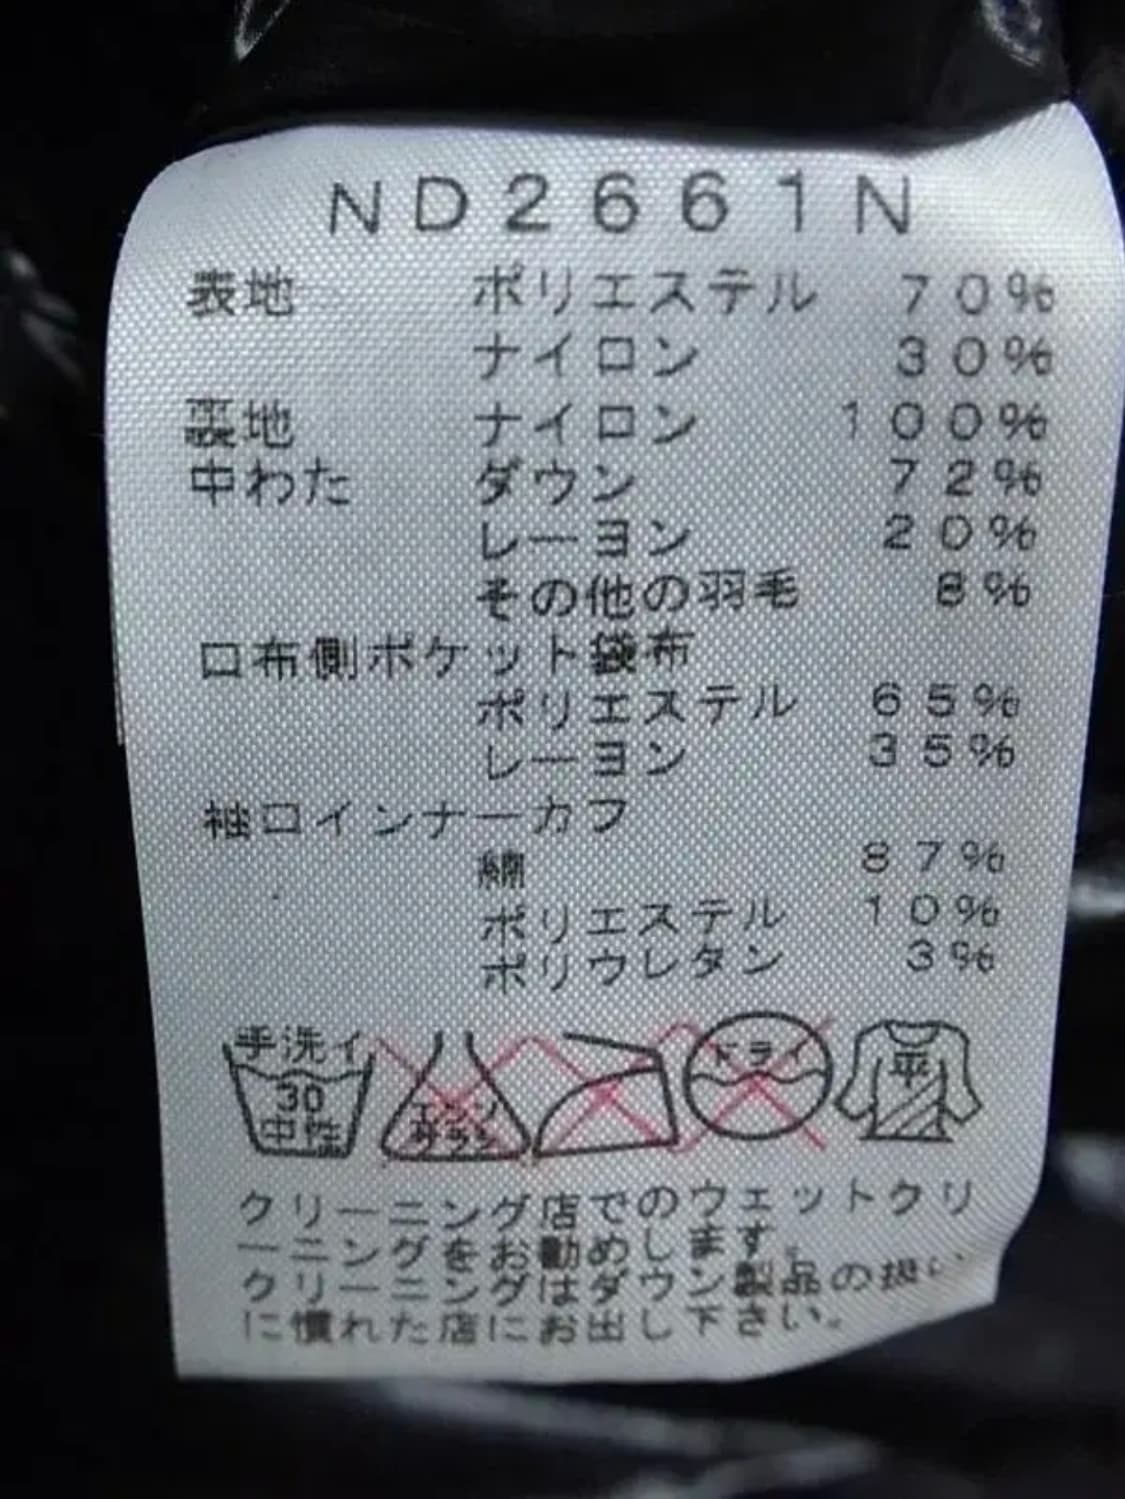 ND2661N
表地 ポリエステル 70%
ナイロン 30%
裏地 ナイロン 100%
中わた ダウン 72%
レーヨン 20%
その他の羽毛 8%
口布側ポケット袋布
ポリエステル 65%
レーヨン 35%
袖口インナーカフ
綿 87%
ポリエステル 10%
ポリウレタン 3%
手洗イ エンソ ドライ 平
30 サラシ
中性
クリーニング店でのウェットクリ
ーニングをお勧めします。
クリーニングはダウン製品の扱い
に慣れた店にお出し下さい。